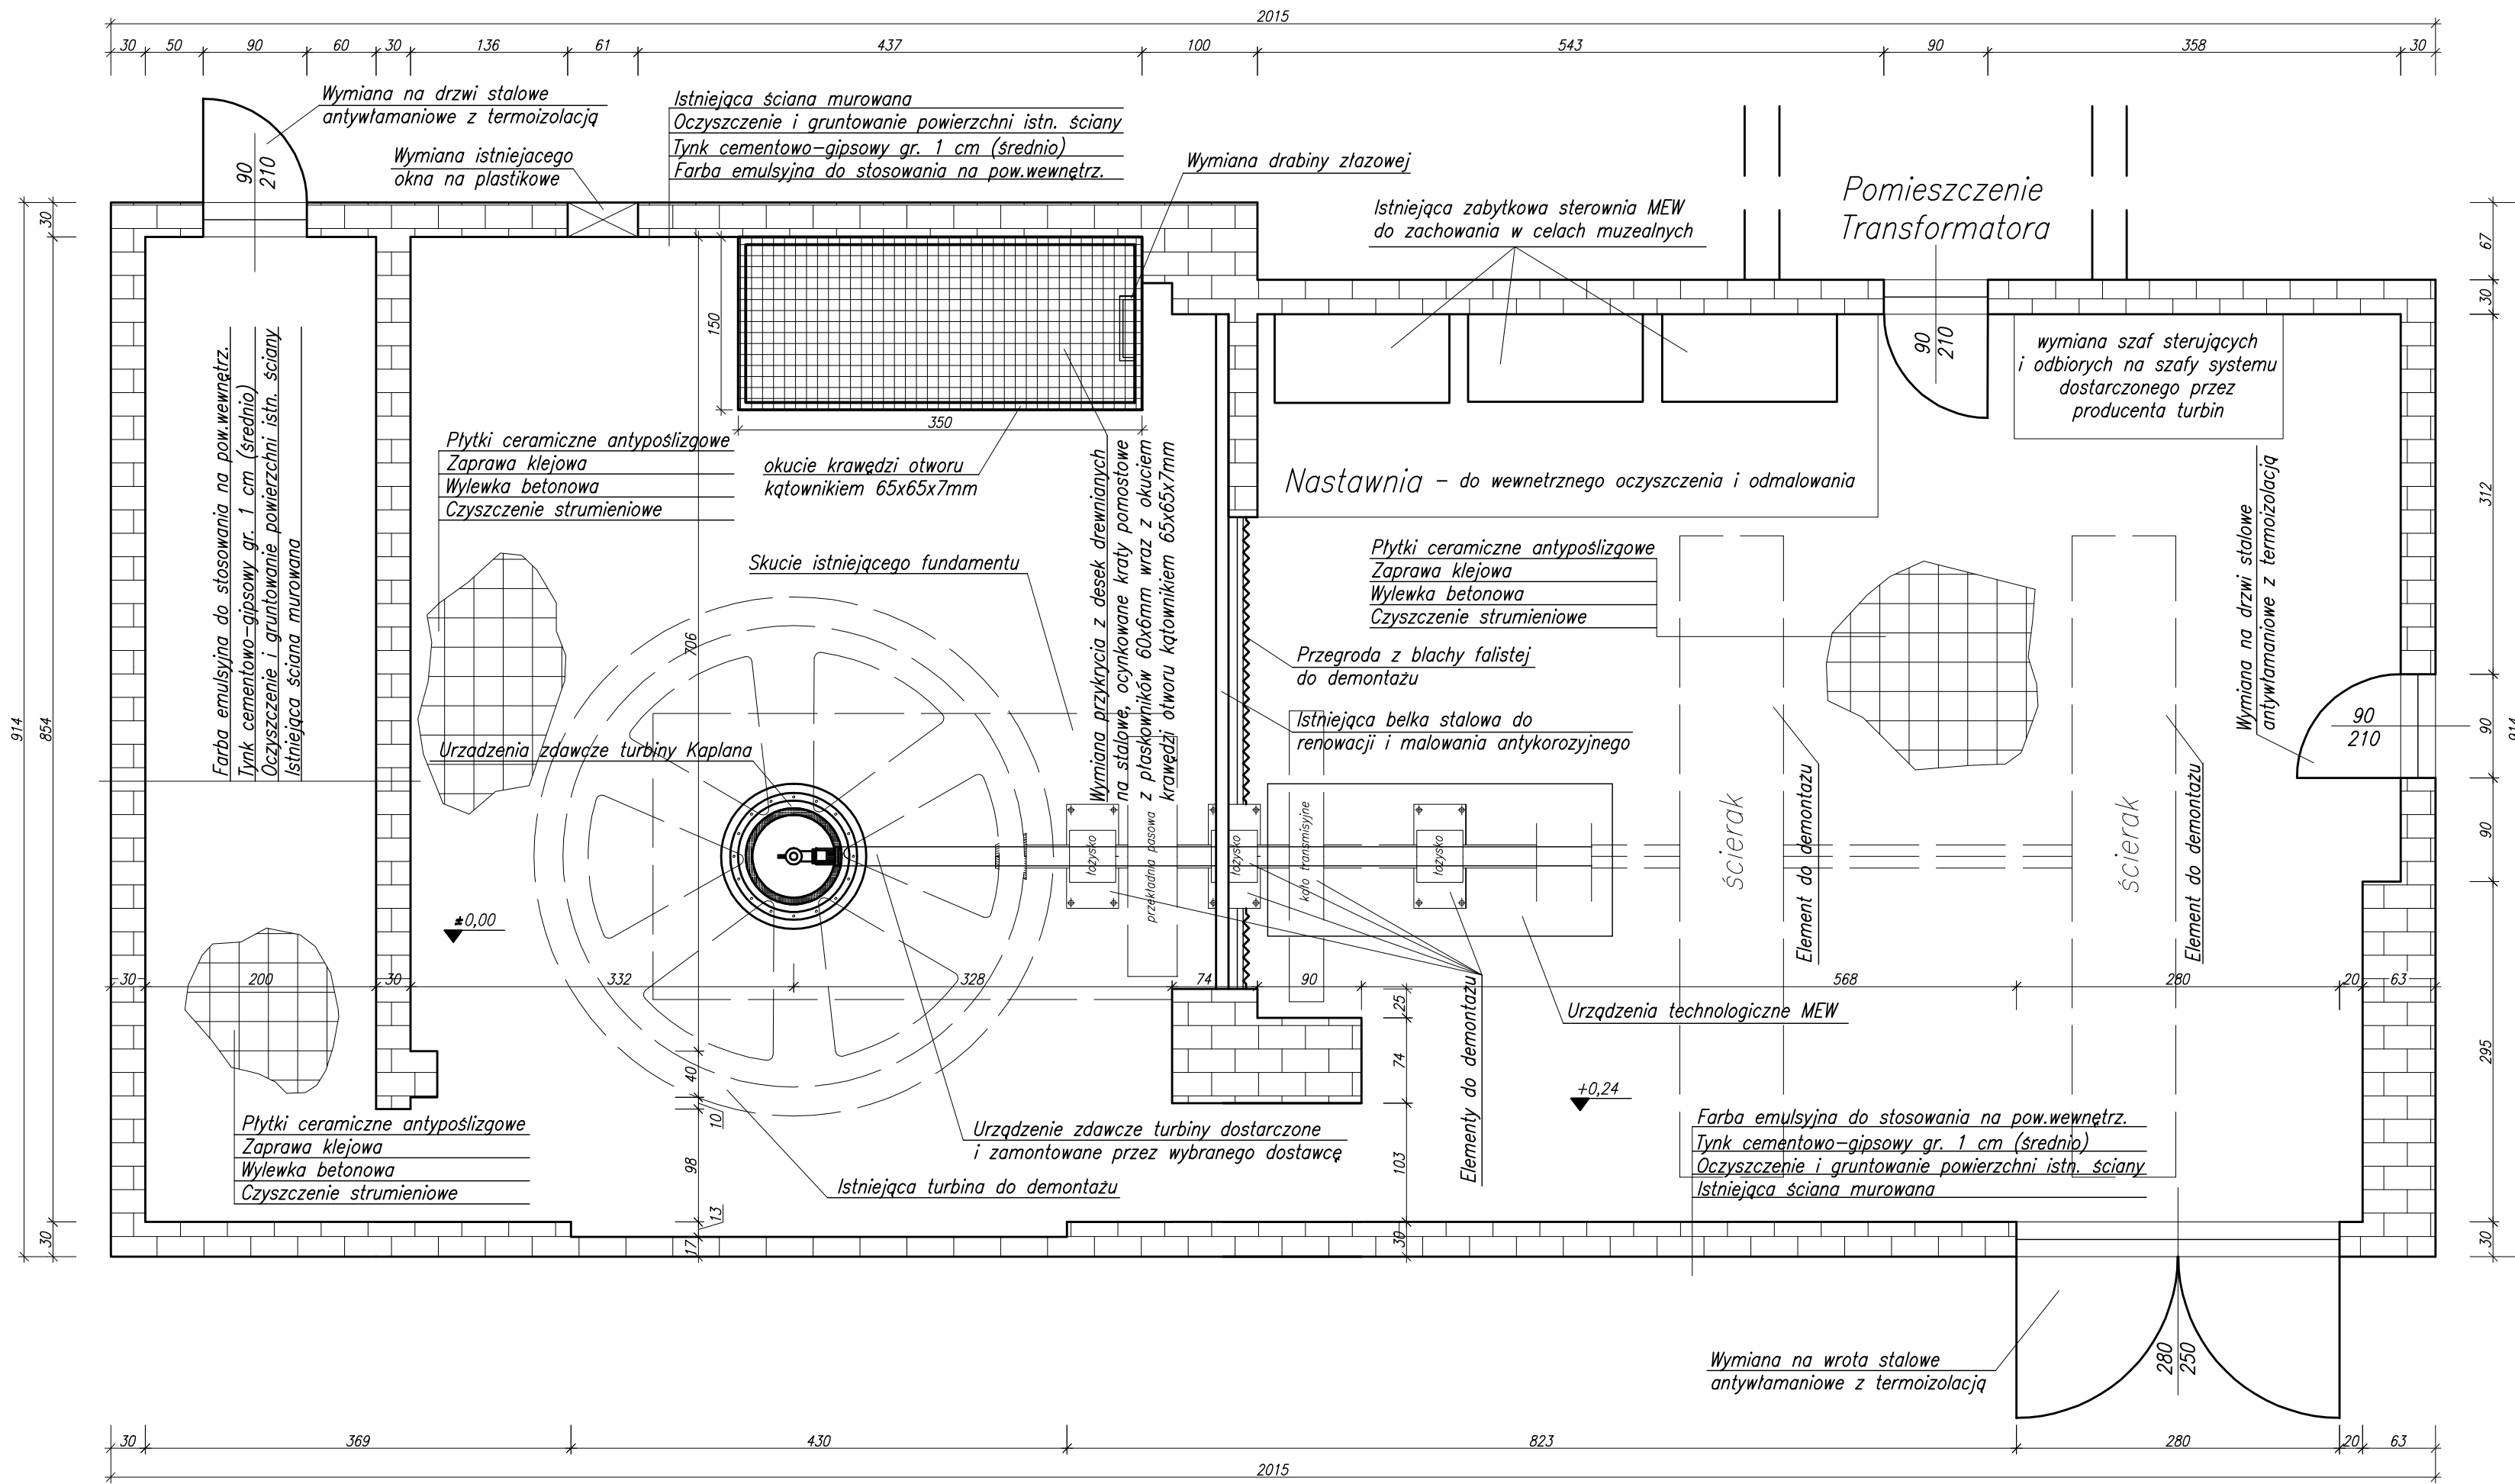 2015
30 50 90 60 30 136 61 437 100 543 90 358 30
Wymiana na drzwi stalowe
antywłamaniowe z termoizolacją
90
210
Wymiana istniejacego
okna na plastikowe
Istniejąca ściana murowana
Oczyszczenie i gruntowanie powierzchni istn. ściany
Tynk cementowo-gipsowy gr. 1 cm (średnio)
Farba emulsyjna do stosowania na pow.wewnętrz.
Wymiana drabiny złazowej
Istniejąca zabytkowa sterownia MEW
do zachowania w celach muzealnych
Pomieszczenie
Transformatora
90
210
wymiana szaf sterujących
i odbiorych na szafy systemu
dostarczonego przez
producenta turbin
30
914
854
30
67
30
312
90
90
295
30
914
150
350
706
Farba emulsyjna do stosowania na pow.wewnętrz.
Tynk cementowo-gipsowy gr. 1 cm (średnio)
Oczyszczenie i gruntowanie powierzchni istn. ściany
Istniejąca ściana murowana
Płytki ceramiczne antypoślizgowe
Zaprawa klejowa
Wylewka betonowa
Czyszczenie strumieniowe
okucie krawędzi otworu
kątownikiem 65x65x7mm
Wymiana przykrycia z desek drewnianych
na stalowe, ocynkowane kraty pomostowe
z płaskowników 60x6mm wraz z okuciem
krawędzi otworu kątownikiem 65x65x7mm
Nastawnia - do wewnetrznego oczyszczenia i odmalowania
Wymiana na drzwi stalowe
antywłamaniowe z termoizolacją
90
210
Skucie istniejącego fundamentu
Płytki ceramiczne antypoślizgowe
Zaprawa klejowa
Wylewka betonowa
Czyszczenie strumieniowe
Przegroda z blachy falistej
do demontażu
Istniejąca belka stalowa do
renowacji i malowania antykorozyjnego
Urzadzenia zdawcze turbiny Kaplana
łożysko
przekładnia pasowa
łożysko
koło transmisyjne
łożysko
ścierak
Element do demontażu
ścierak
Element do demontażu
±0,00
30 200 30 332 328 74 90 568 280 20 63
Elementy do demontażu
Urządzenia technologiczne MEW
25
74
103
30
40
10
98
13
17
+0,24
Płytki ceramiczne antypoślizgowe
Zaprawa klejowa
Wylewka betonowa
Czyszczenie strumieniowe
Urządzenie zdawcze turbiny dostarczone
i zamontowane przez wybranego dostawcę
Istniejąca turbina do demontażu
Farba emulsyjna do stosowania na pow.wewnętrz.
Tynk cementowo-gipsowy gr. 1 cm (średnio)
Oczyszczenie i gruntowanie powierzchni istn. ściany
Istniejąca ściana murowana
30
Wymiana na wrota stalowe
antywłamaniowe z termoizolacją
280
250
30 369 430 823 280 20 63
2015